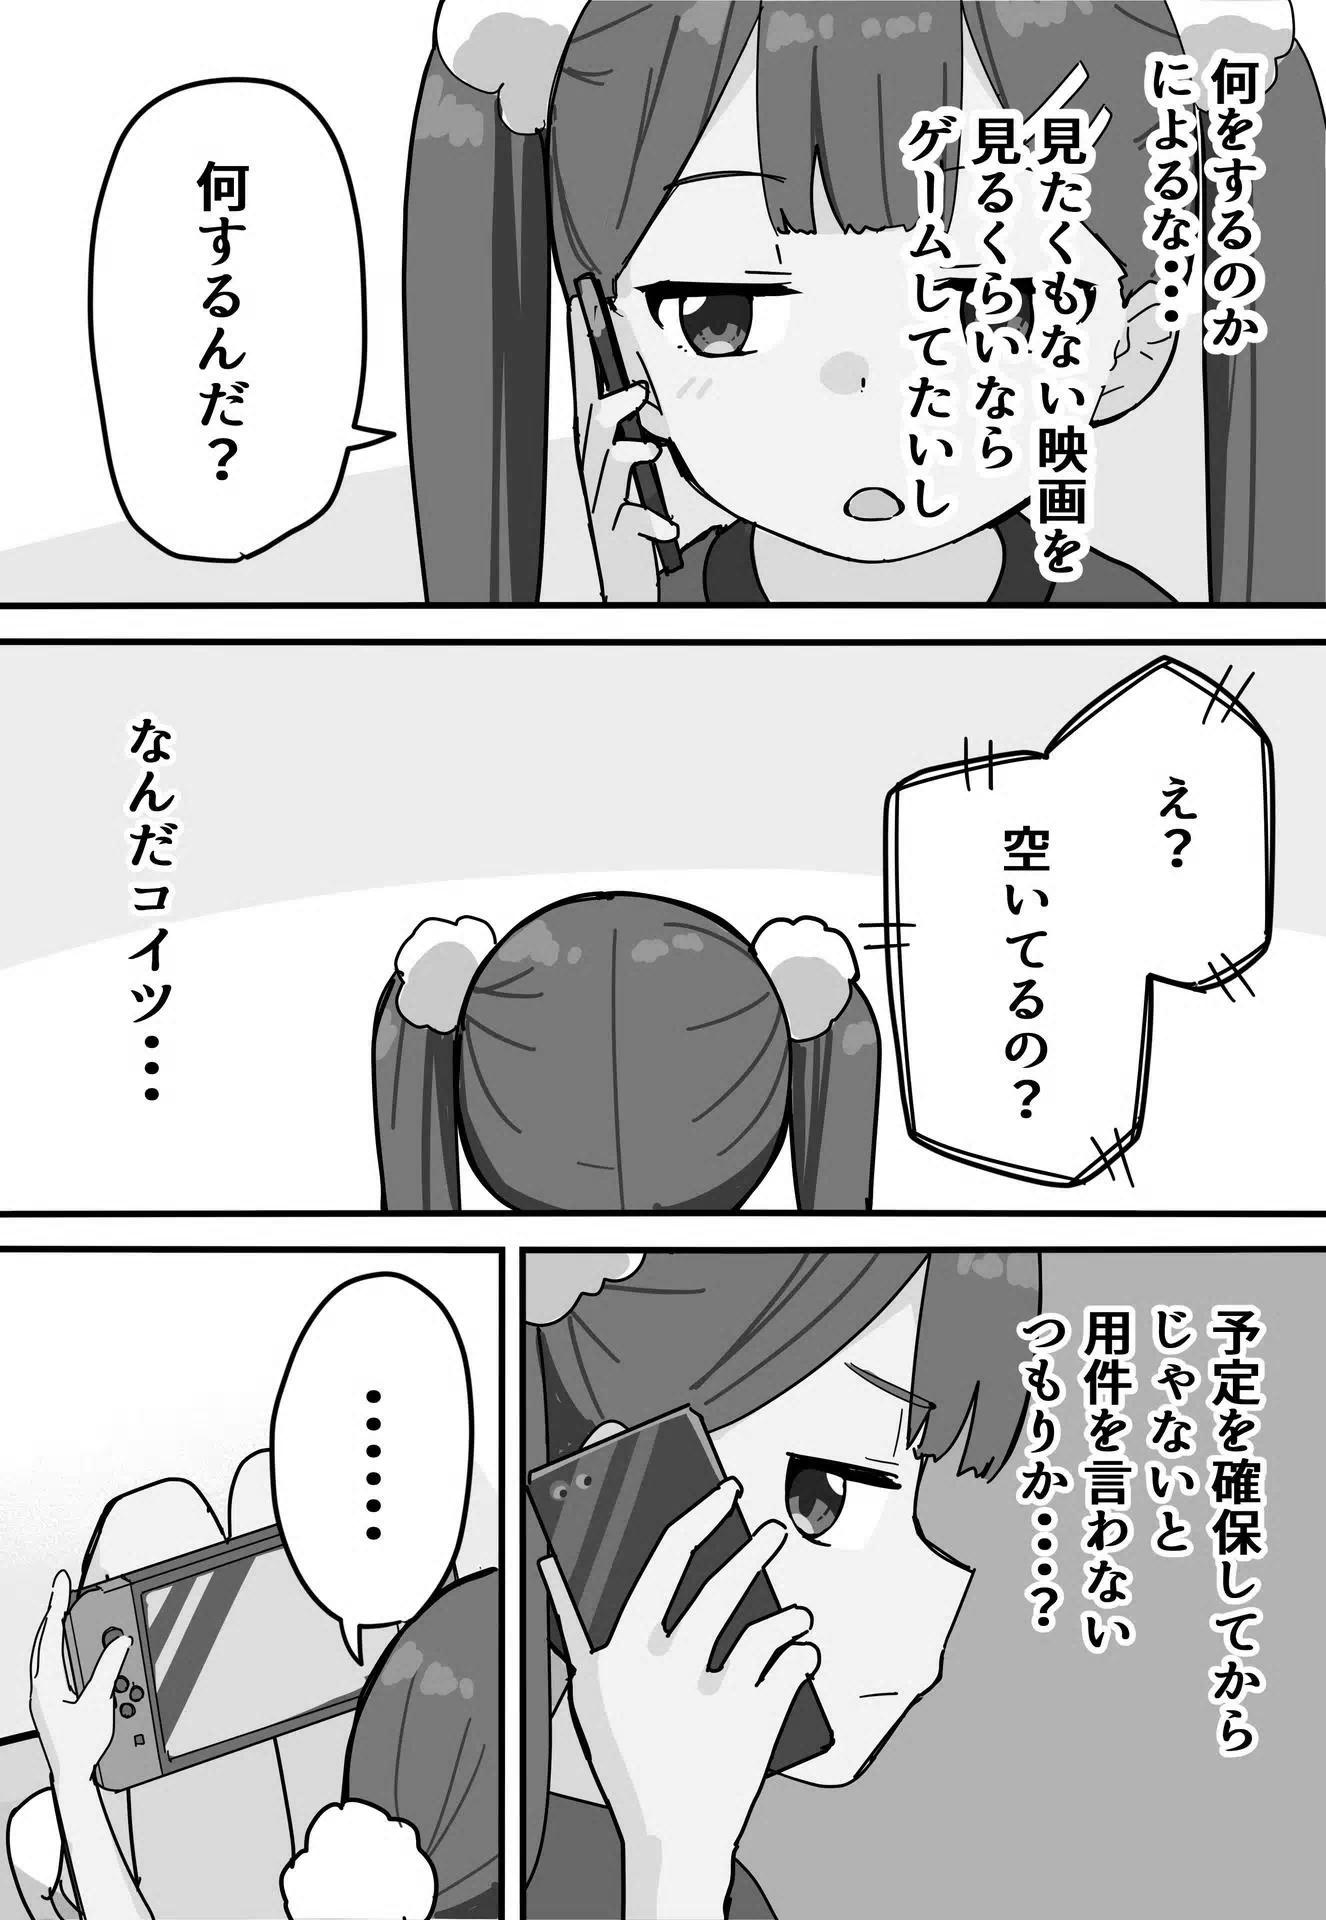 何をするのか
によるな・・・
見たくもない映画を
見るくらいなら
ゲームしてたいし
何するんだ？
え？
空いてるの？
なんだコイツ・・・
予定を確保してから
じゃないと
用件を言わない
つもりか・・・？
・・・・・・